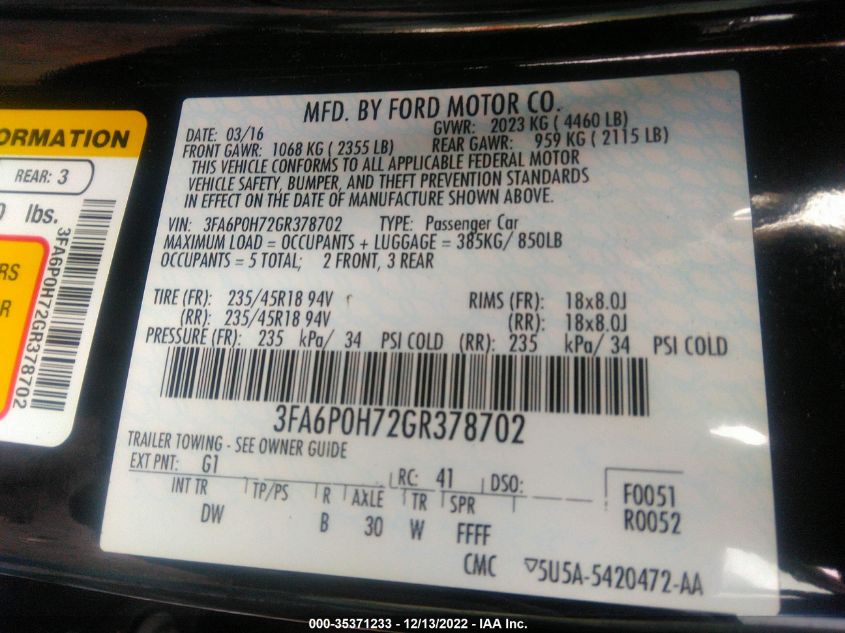 ORMATION
REAR: 3
0 lbs.
RS
R
3FA6P0H72GR378702
MFD. BY FORD MOTOR CO.
DATE: 03/16 GVWR: 2023 KG ( 4460 LB)
FRONT GAWR: 1068 KG ( 2355 LB) REAR GAWR: 959 KG ( 2115 LB)
THIS VEHICLE CONFORMS TO ALL APPLICABLE FEDERAL MOTOR
VEHICLE SAFETY, BUMPER, AND THEFT PREVENTION STANDARDS
IN EFFECT ON THE DATE OF MANUFACTURE SHOWN ABOVE.
VIN: 3FA6P0H72GR378702 TYPE: Passenger Car
MAXIMUM LOAD = OCCUPANTS + LUGGAGE = 385KG/ 850LB
OCCUPANTS = 5 TOTAL; 2 FRONT, 3 REAR
TIRE (FR): 235/45R18 94V RIMS (FR): 18x8.0J
(RR): 235/45R18 94V (RR): 18x8.0J
PRESSURE (FR): 235 kPa/ 34 PSI COLD (RR): 235 kPa/ 34 PSI COLD
3FA6P0H72GR378702
TRAILER TOWING - SEE OWNER GUIDE
EXT PNT: G1 RC: 41 DSO:
INT TR TP/PS R AXLE TR SPR F0051
DW B 30 W FFFF R0052
CMC 5U5A-5420472-AA
000-35371233 - 12/13/2022 - IAA Inc.